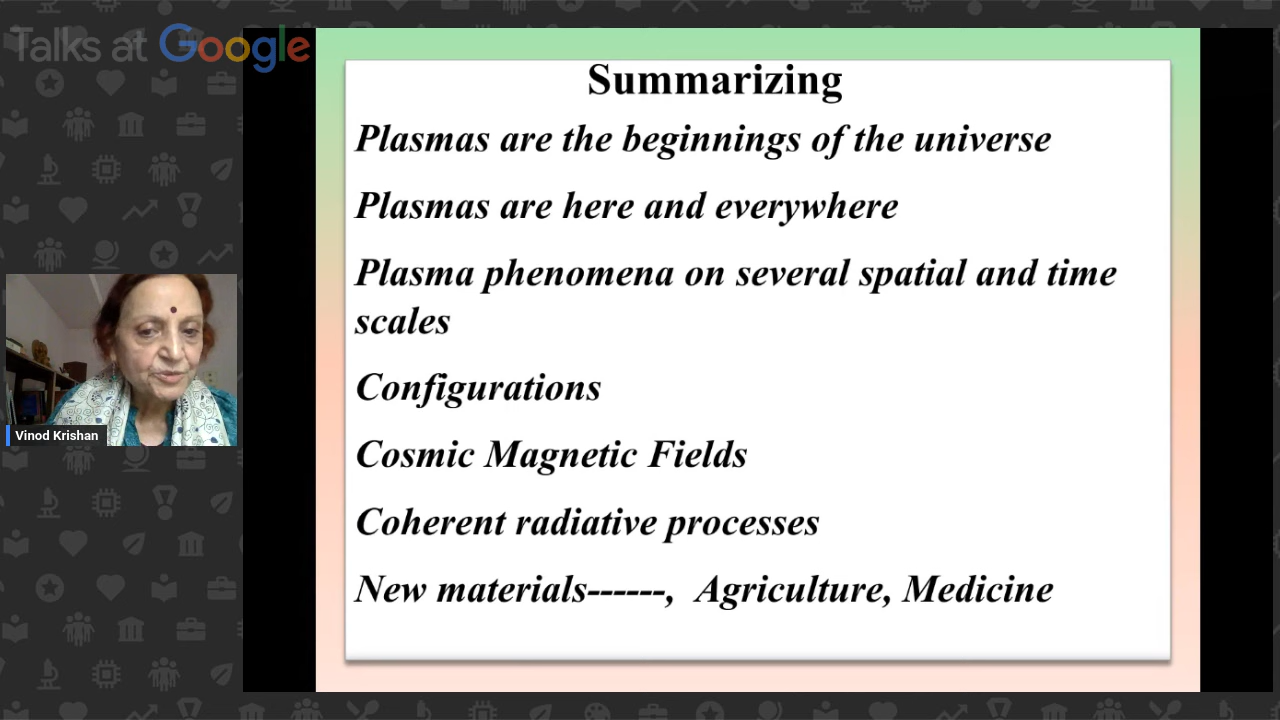 Talks at Google
Summarizing
Plasmas are the beginnings of the universe
Plasmas are here and everywhere
Plasma phenomena on several spatial and time
scales
Configurations
Cosmic Magnetic Fields
Coherent radiative processes
New materials------, Agriculture, Medicine
Vinod Krishan